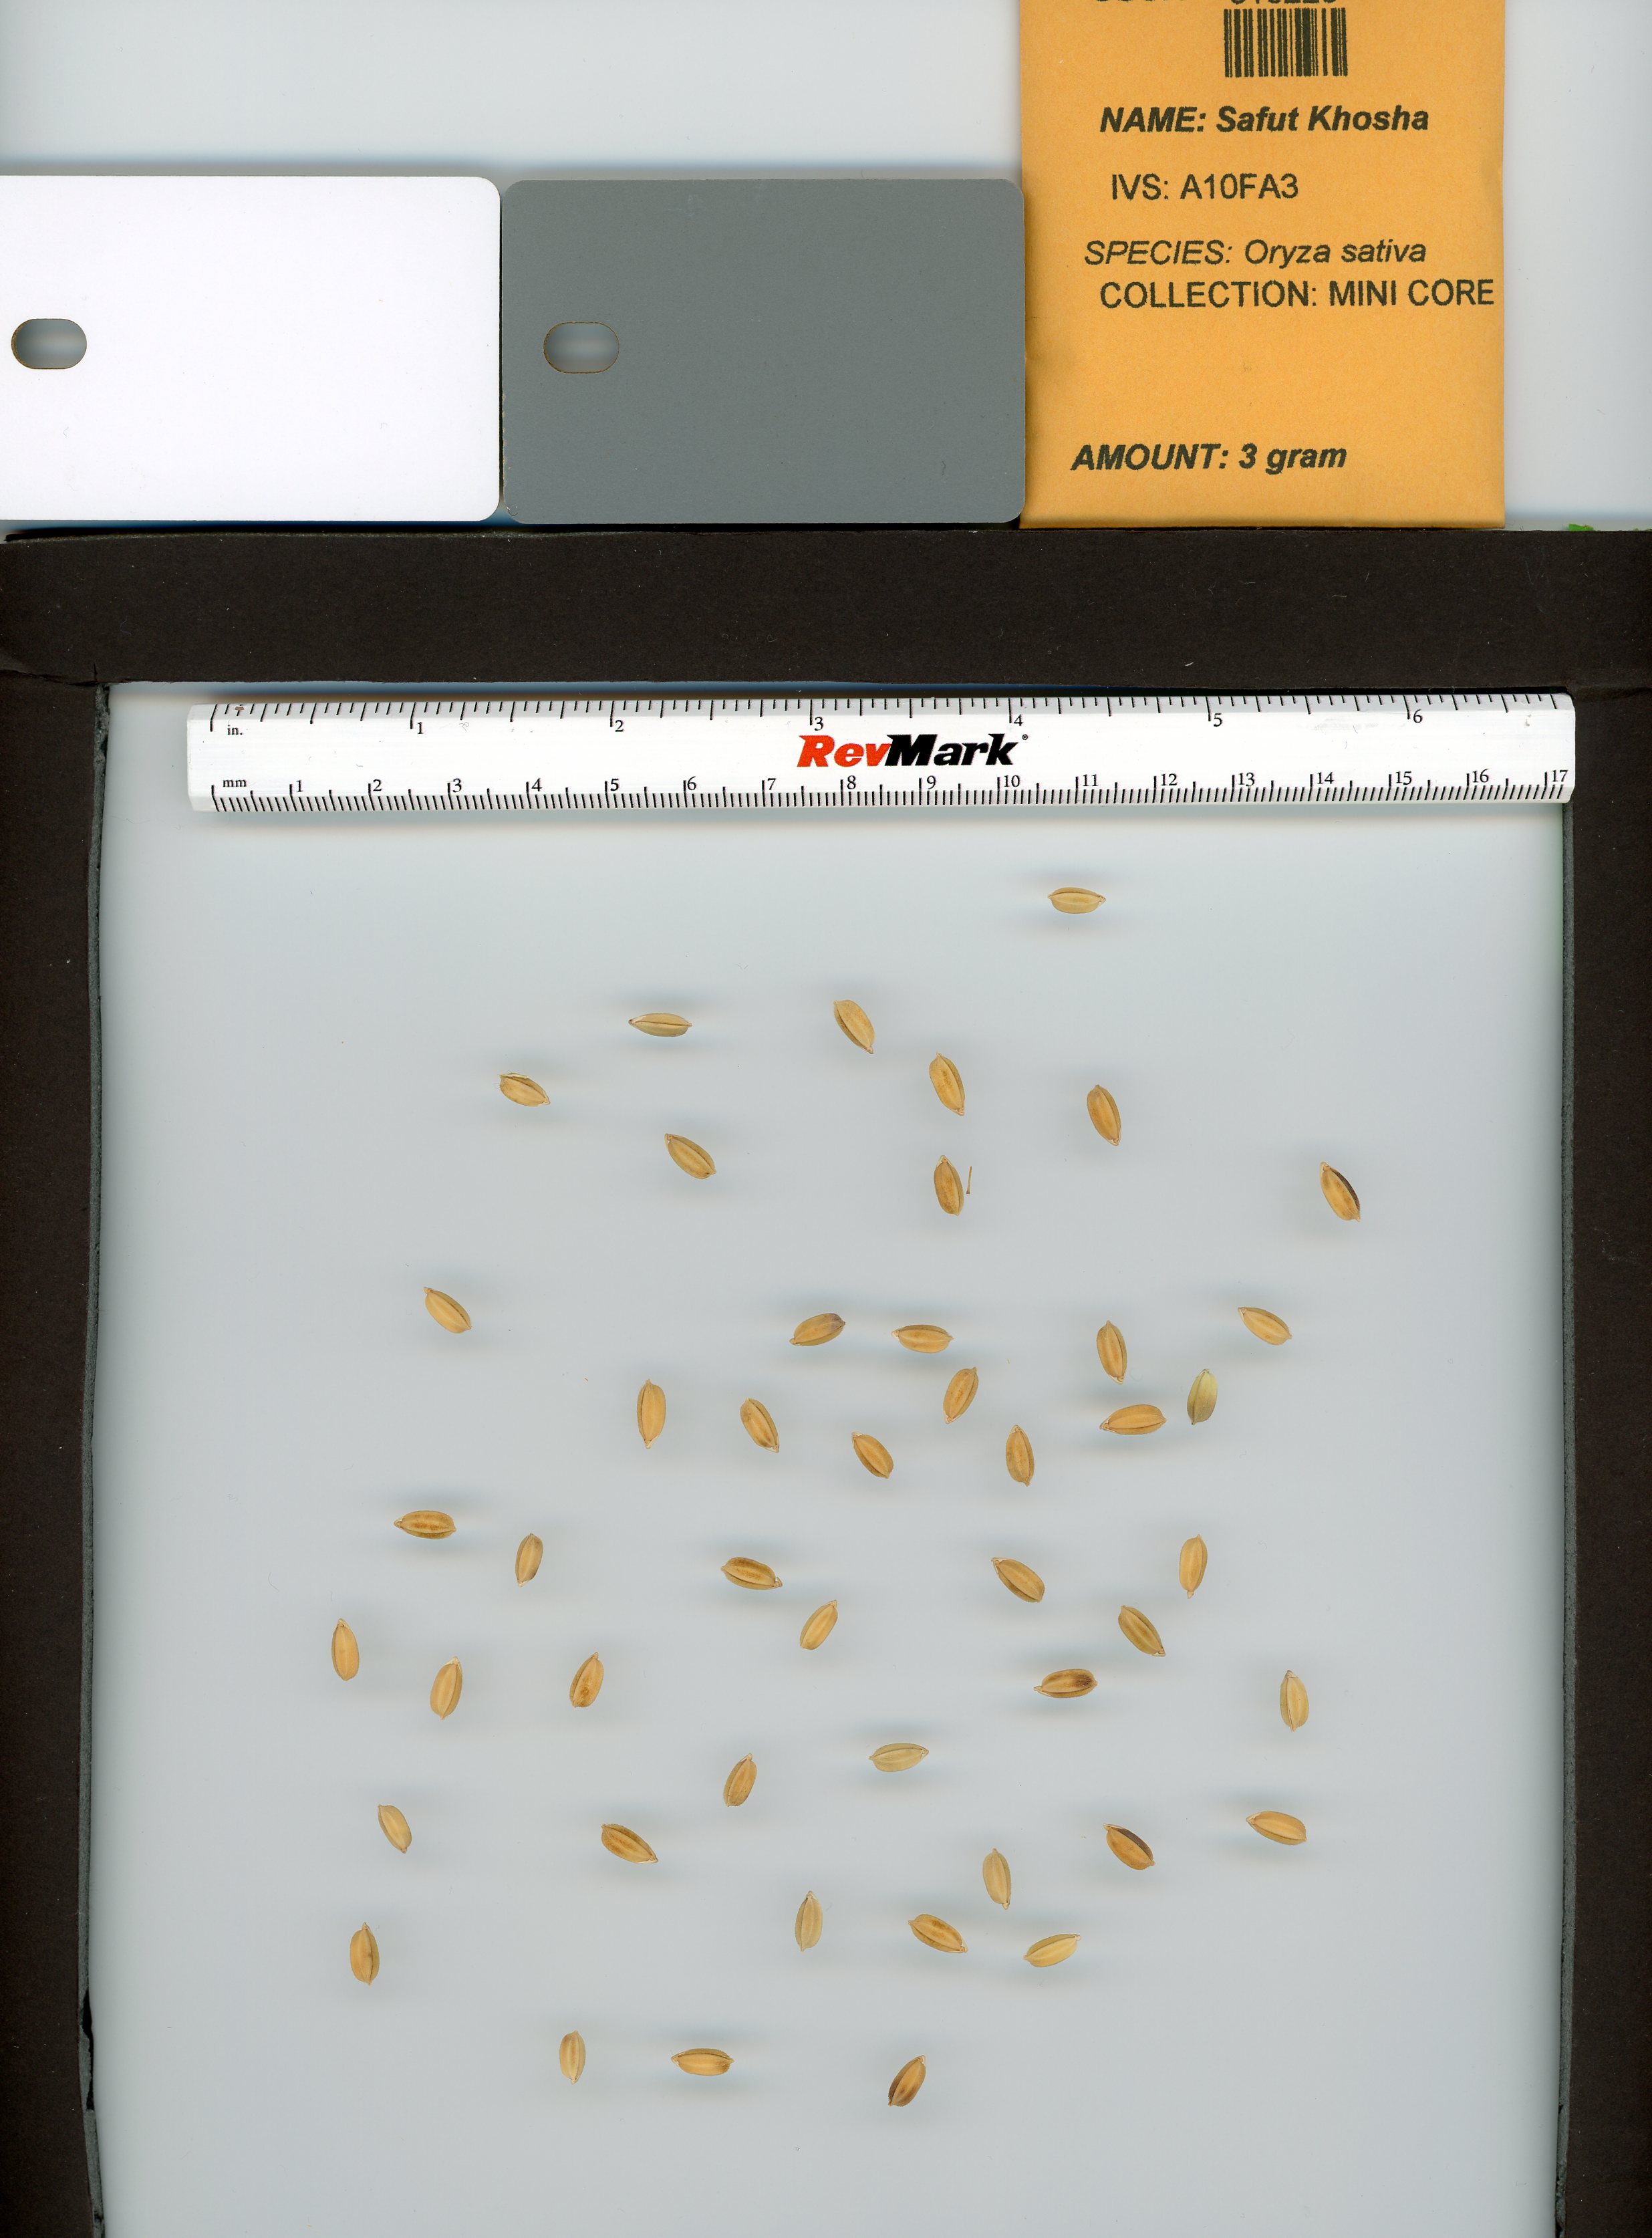 NAME: Safut Khosha
IVS: A10FA3
SPECIES: Oryza sativa
COLLECTION: MINI CORE
AMOUNT: 3 gram
in. 1 2 3 4 5 6
RevMark®
mm 1 2 3 4 5 6 7 8 9 10 11 12 13 14 15 16 17